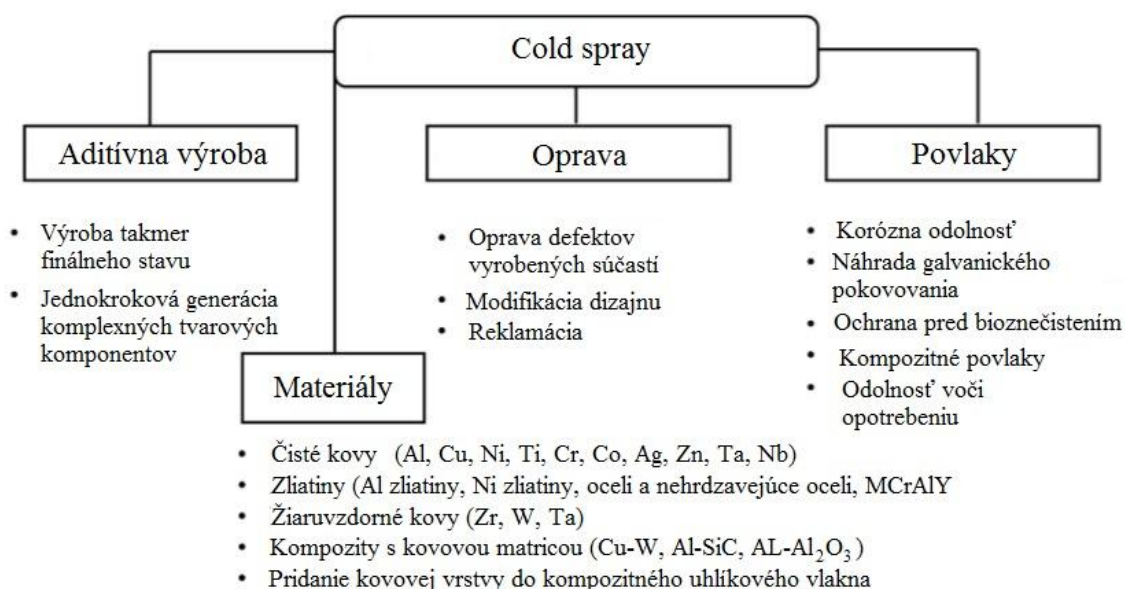 Cold spray
Aditívna výroba
• Výroba takmer
finálneho stavu
• Jednokroková generácia
komplexných tvarových
komponentov
Oprava
• Oprava defektov
vyrobených súčastí
• Modifikácia dizajnu
• Reklamácia
Povlaky
• Korózna odolnosť
• Náhrada galvanického
pokovovania
• Ochrana pred bioznečistením
• Kompozitné povlaky
• Odolnosť voči
opotrebeniu
Materiály
• Čisté kovy (Al, Cu, Ni, Ti, Cr, Co, Ag, Zn, Ta, Nb)
• Zliatiny (Al zliatiny, Ni zliatiny, oceli a nehrdzavejúce oceli, MCrAlY
• Žiaruvzdorné kovy (Zr, W, Ta)
• Kompozity s kovovou matricou (Cu-W, Al-SiC, AL-Al₂O₃ )
• Pridanie kovovej vrstvy do kompozitného uhlíkového vlakna